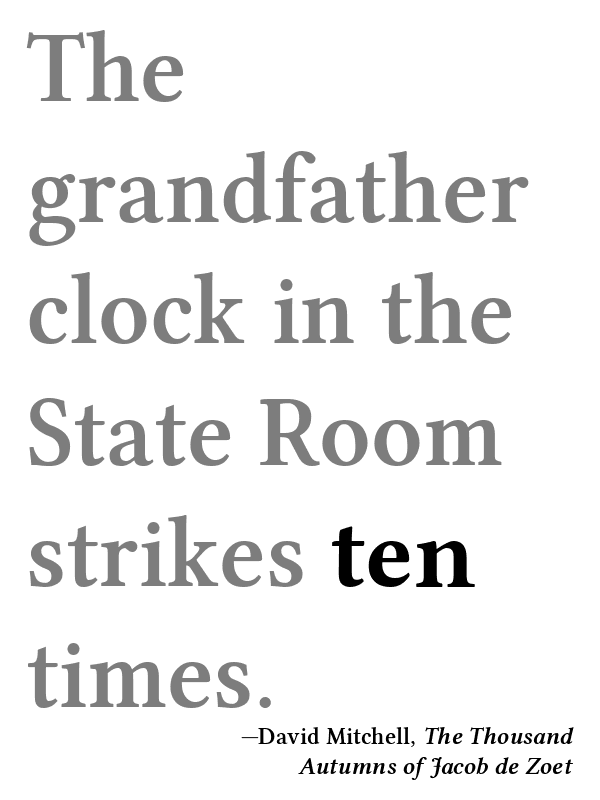 The
grandfather
clock in the
State Room
strikes ten
times.
—David Mitchell, The Thousand
Autumns of Jacob de Zoet